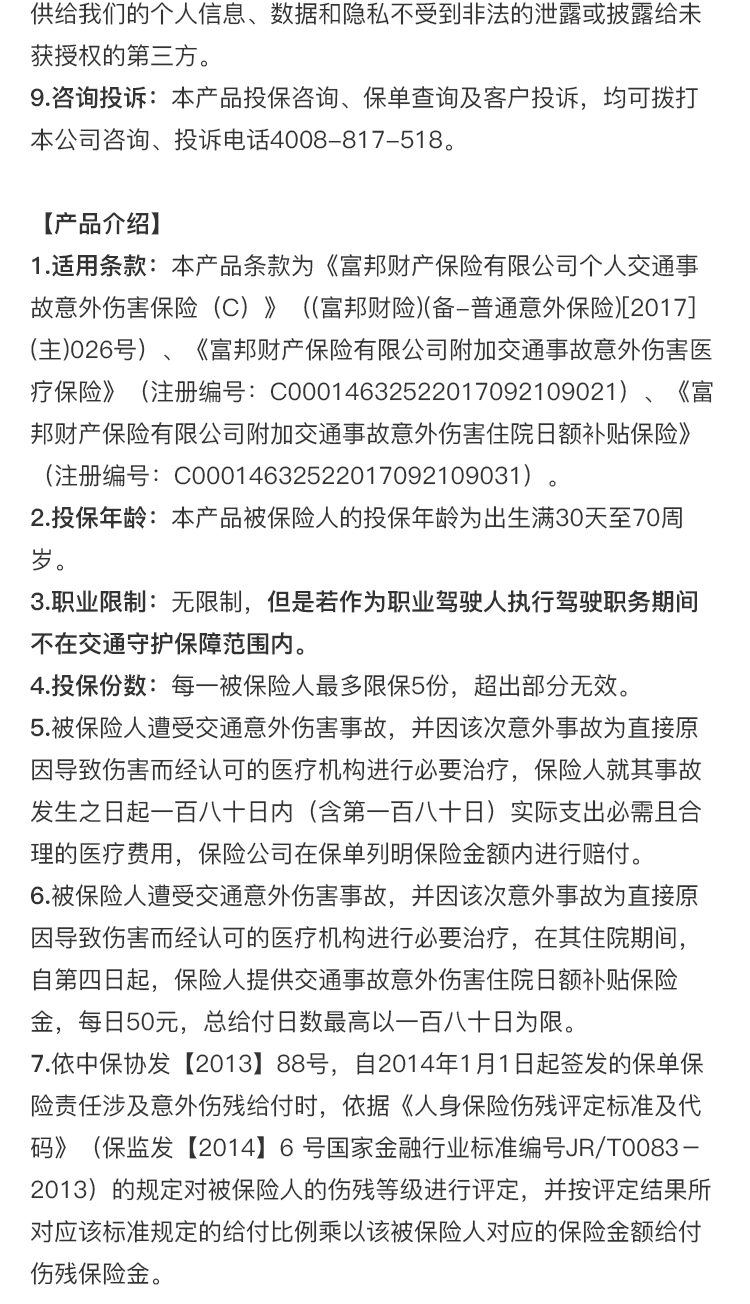 供给我们的个人信息、数据和隐私不受到非法的泄露或披露给未
获授权的第三方。
9.咨询投诉：本产品投保咨询、保单查询及客户投诉，均可拨打
本公司咨询、投诉电话4008-817-518。
【产品介绍】
1.适用条款：本产品条款为《富邦财产保险有限公司个人交通事
故意外伤害保险（C）》（(富邦财险)(备-普通意外保险)[2017]
(主)026号）、《富邦财产保险有限公司附加交通事故意外伤害医
疗保险》（注册编号：C00014632522017092109021）、《富
邦财产保险有限公司附加交通事故意外伤害住院日额补贴保险》
（注册编号：C00014632522017092109031）。
2.投保年龄：本产品被保险人的投保年龄为出生满30天至70周
岁。
3.职业限制：无限制，但是若作为职业驾驶人执行驾驶职务期间
不在交通守护保障范围内。
4.投保份数：每一被保险人最多限保5份，超出部分无效。
5.被保险人遭受交通意外伤害事故，并因该次意外事故为直接原
因导致伤害而经认可的医疗机构进行必要治疗，保险人就其事故
发生之日起一百八十日内（含第一百八十日）实际支出必需且合
理的医疗费用，保险公司在保单列明保险金额内进行赔付。
6.被保险人遭受交通意外伤害事故，并因该次意外事故为直接原
因导致伤害而经认可的医疗机构进行必要治疗，在其住院期间，
自第四日起，保险人提供交通事故意外伤害住院日额补贴保险
金，每日50元，总给付日数最高以一百八十日为限。
7.依中保协发【2013】88号，自2014年1月1日起签发的保单保
险责任涉及意外伤残给付时，依据《人身保险伤残评定标准及代
码》（保监发【2014】6 号国家金融行业标准编号JR/T0083－
2013）的规定对被保险人的伤残等级进行评定，并按评定结果所
对应该标准规定的给付比例乘以该被保险人对应的保险金额给付
伤残保险金。